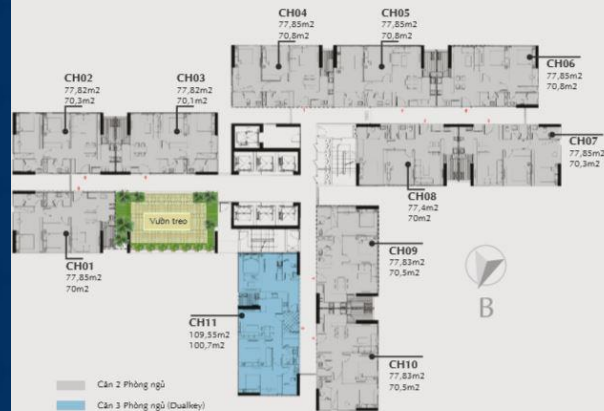 CH04
77,85m2
70,8m2
CH05
77,85m2
70,8m2
CH06
77,85m2
70,8m2
CH02
77,82m2
70,3m2
CH03
77,82m2
70,1m2
CH07
77,85m2
70,3m2
CH08
77,4m2
70m2
Vườn treo
CH01
77,85m2
70m2
CH09
77,83m2
70,5m2
B
CH11
109,55m2
100,7m2
CH10
77,83m2
70,5m2
Căn 2 Phòng ngủ
Căn 3 Phòng ngủ (Dualkey)